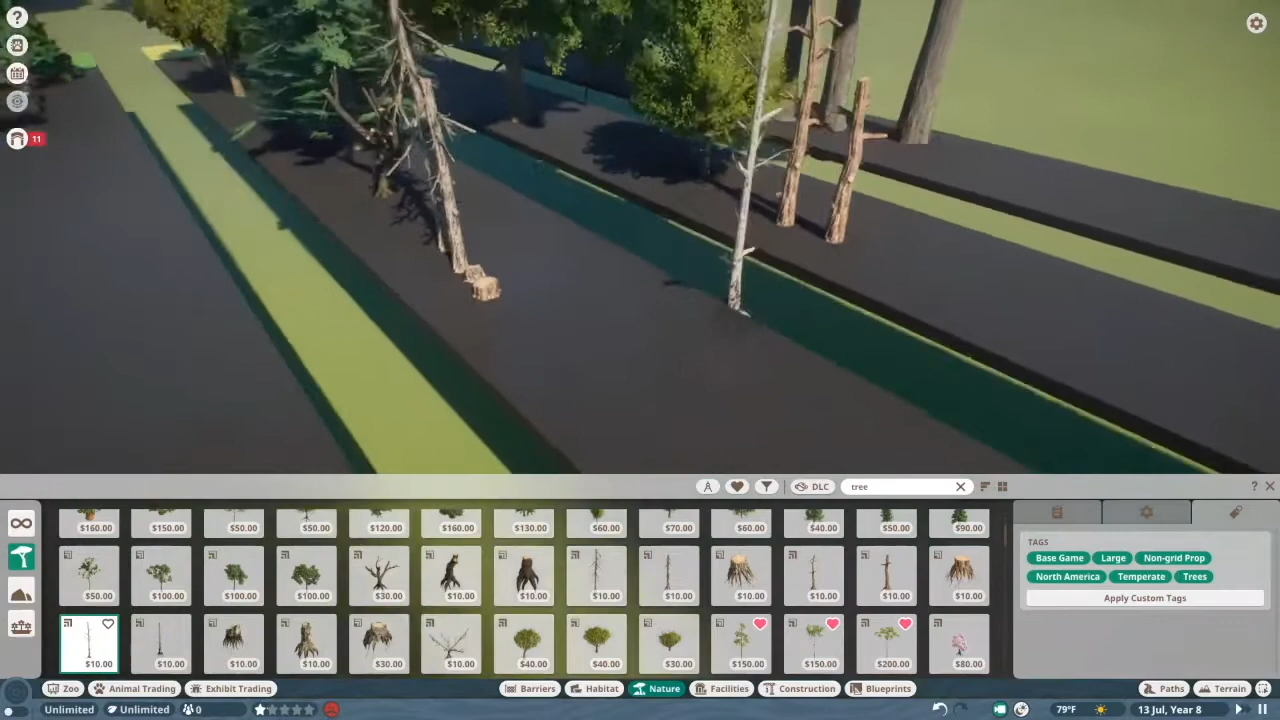 ?
11
DLC
tree
?
$160.00 $150.00 $50.00 $50.00 $120.00 $160.00 $130.00 $60.00 $70.00 $60.00 $40.00 $50.00 $90.00
TAGS
Base Game Large Non-grid Prop
North America Temperate Trees
Apply Custom Tags
$50.00 $100.00 $100.00 $100.00 $30.00 $10.00 $10.00 $10.00 $10.00 $10.00 $10.00 $10.00 $10.00
$10.00 $10.00 $10.00 $10.00 $30.00 $10.00 $40.00 $40.00 $30.00 $150.00 $150.00 $200.00 $80.00
Zoo Animal Trading Exhibit Trading Barriers Habitat Nature Facilities Construction Blueprints Paths Terrain
Unlimited Unlimited 0 79°F 13 Jul, Year 8